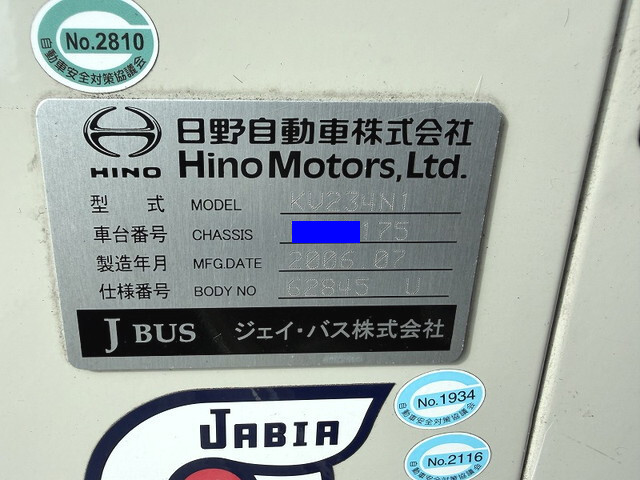 No.2810
自動車安全対策協議会
HINO
日野自動車株式会社
Hino Motors, Ltd.
型 式 MODEL KV234N1
車台番号 CHASSIS 175
製造年月 MFG.DATE 2006 07
仕様番号 BODY NO 62845 U
J BUS ジェイ・バス株式会社
JABIA
No.1934
自動車安全対策協議会
No.2116
自動車安全対策協議会